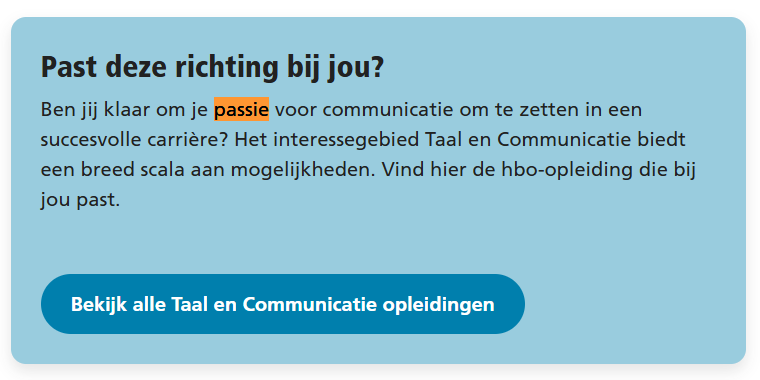 Past deze richting bij jou?
Ben jij klaar om je passie voor communicatie om te zetten in een
succesvolle carrière? Het interessegebied Taal en Communicatie biedt
een breed scala aan mogelijkheden. Vind hier de hbo-opleiding die bij
jou past.
Bekijk alle Taal en Communicatie opleidingen